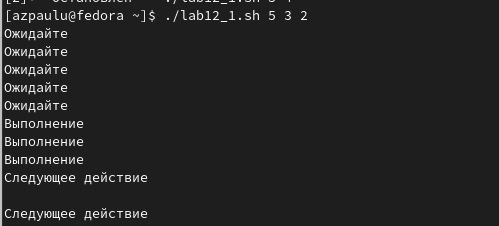 [azpaulu@fedora ~]$ ./lab12_1.sh 5 3 2
Ожидайте
Ожидайте
Ожидайте
Ожидайте
Ожидайте
Выполнение
Выполнение
Выполнение
Следующее действие
Следующее действие